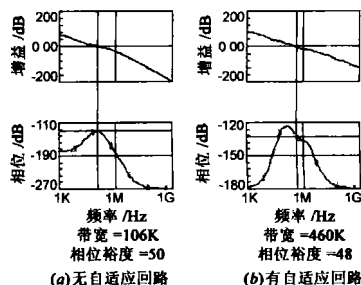 200
0 00
-200
增益 /dB
200
0 00
-200
增益 /dB
-110
-190
-270
相位 /dB
-120
-150
-180
相位 /dB
1K 1M 1G
1K 1M 1G
频率 /Hz
频率 /Hz
带宽 =106K
带宽 =460K
相位裕度 =50
相位裕度 =48
(a)无自适应回路
(b)有自适应回路